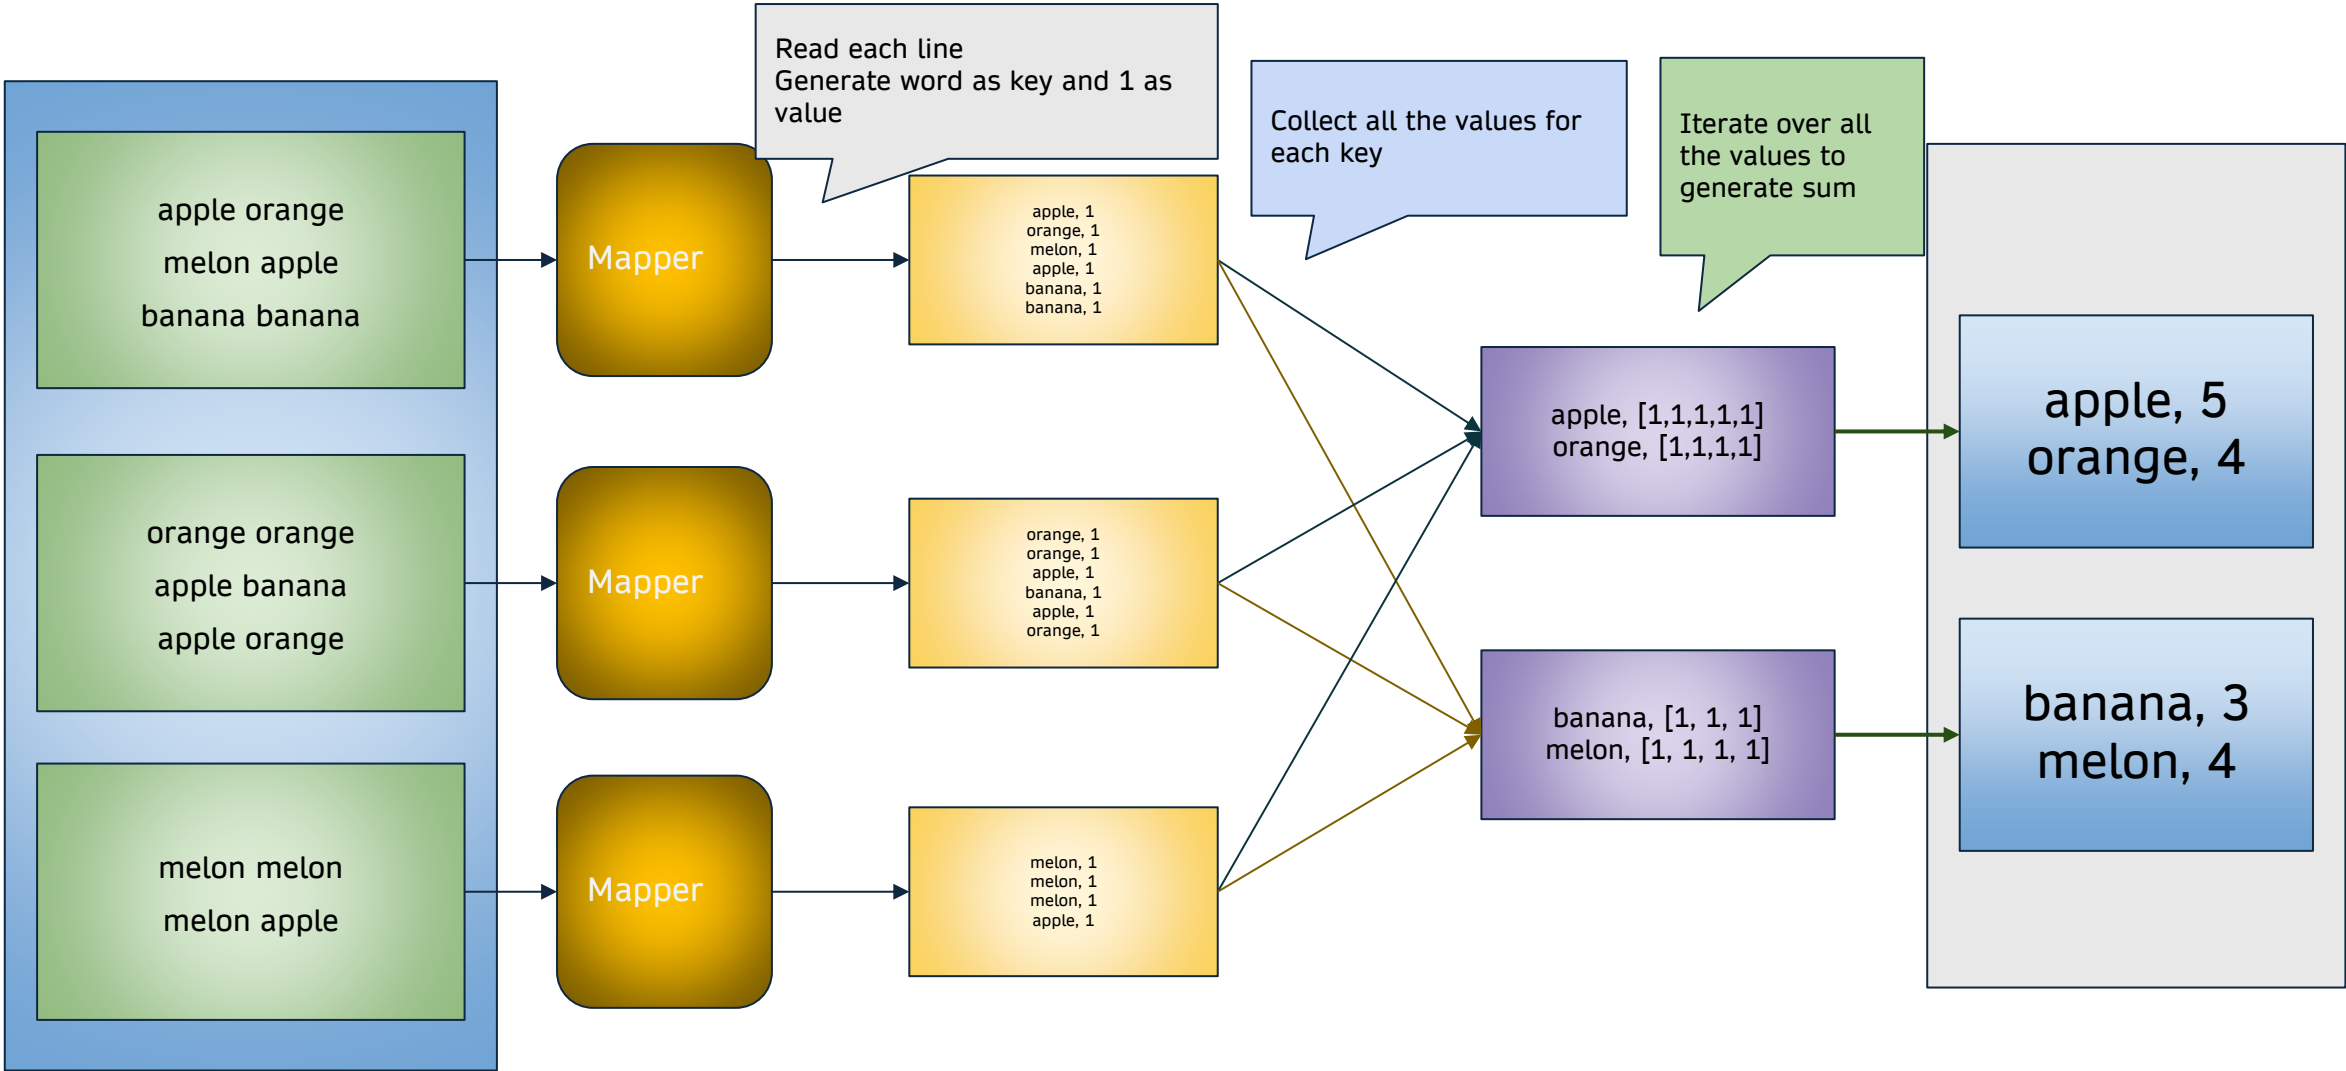 Read each line
Generate word as key and 1 as
value
Collect all the values for
each key
Iterate over all
the values to
generate sum
apple orange
melon apple
banana banana
Mapper
apple, 1
orange, 1
melon, 1
apple, 1
banana, 1
banana, 1
apple, [1,1,1,1,1]
orange, [1,1,1,1]
apple, 5
orange, 4
orange orange
apple banana
apple orange
Mapper
orange, 1
orange, 1
apple, 1
banana, 1
apple, 1
orange, 1
banana, [1, 1, 1]
melon, [1, 1, 1, 1]
banana, 3
melon, 4
melon melon
melon apple
Mapper
melon, 1
melon, 1
melon, 1
apple, 1